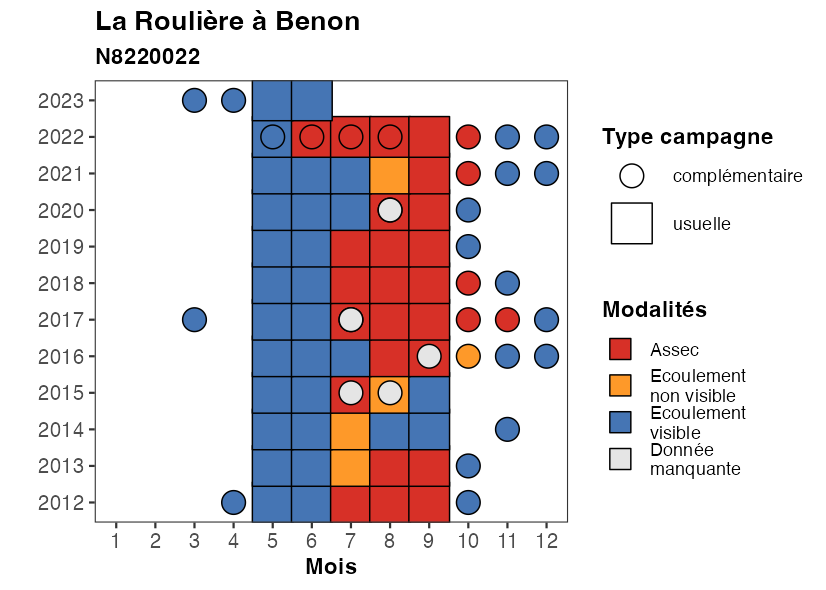 La Roulière à Benon
N8220022
2023
2022
2021
2020
2019
2018
2017
2016
2015
2014
2013
2012
1 2 3 4 5 6 7 8 9 10 11 12
Mois
Type campagne
complémentaire
usuelle
Modalités
Assec
Ecoulement
non visible
Ecoulement
visible
Donnée
manquante